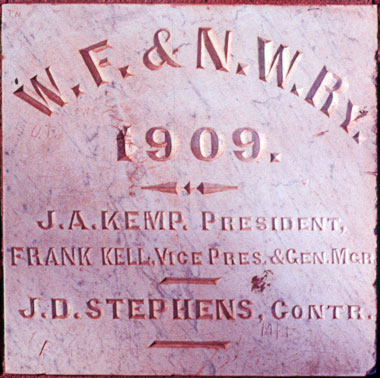 W.F.&N.W.RY.
1909.
J.A.KEMP. PRESIDENT,
FRANK KELL, VICE PRES. & GEN. MGR.
J.D. STEPHENS, CONTR.